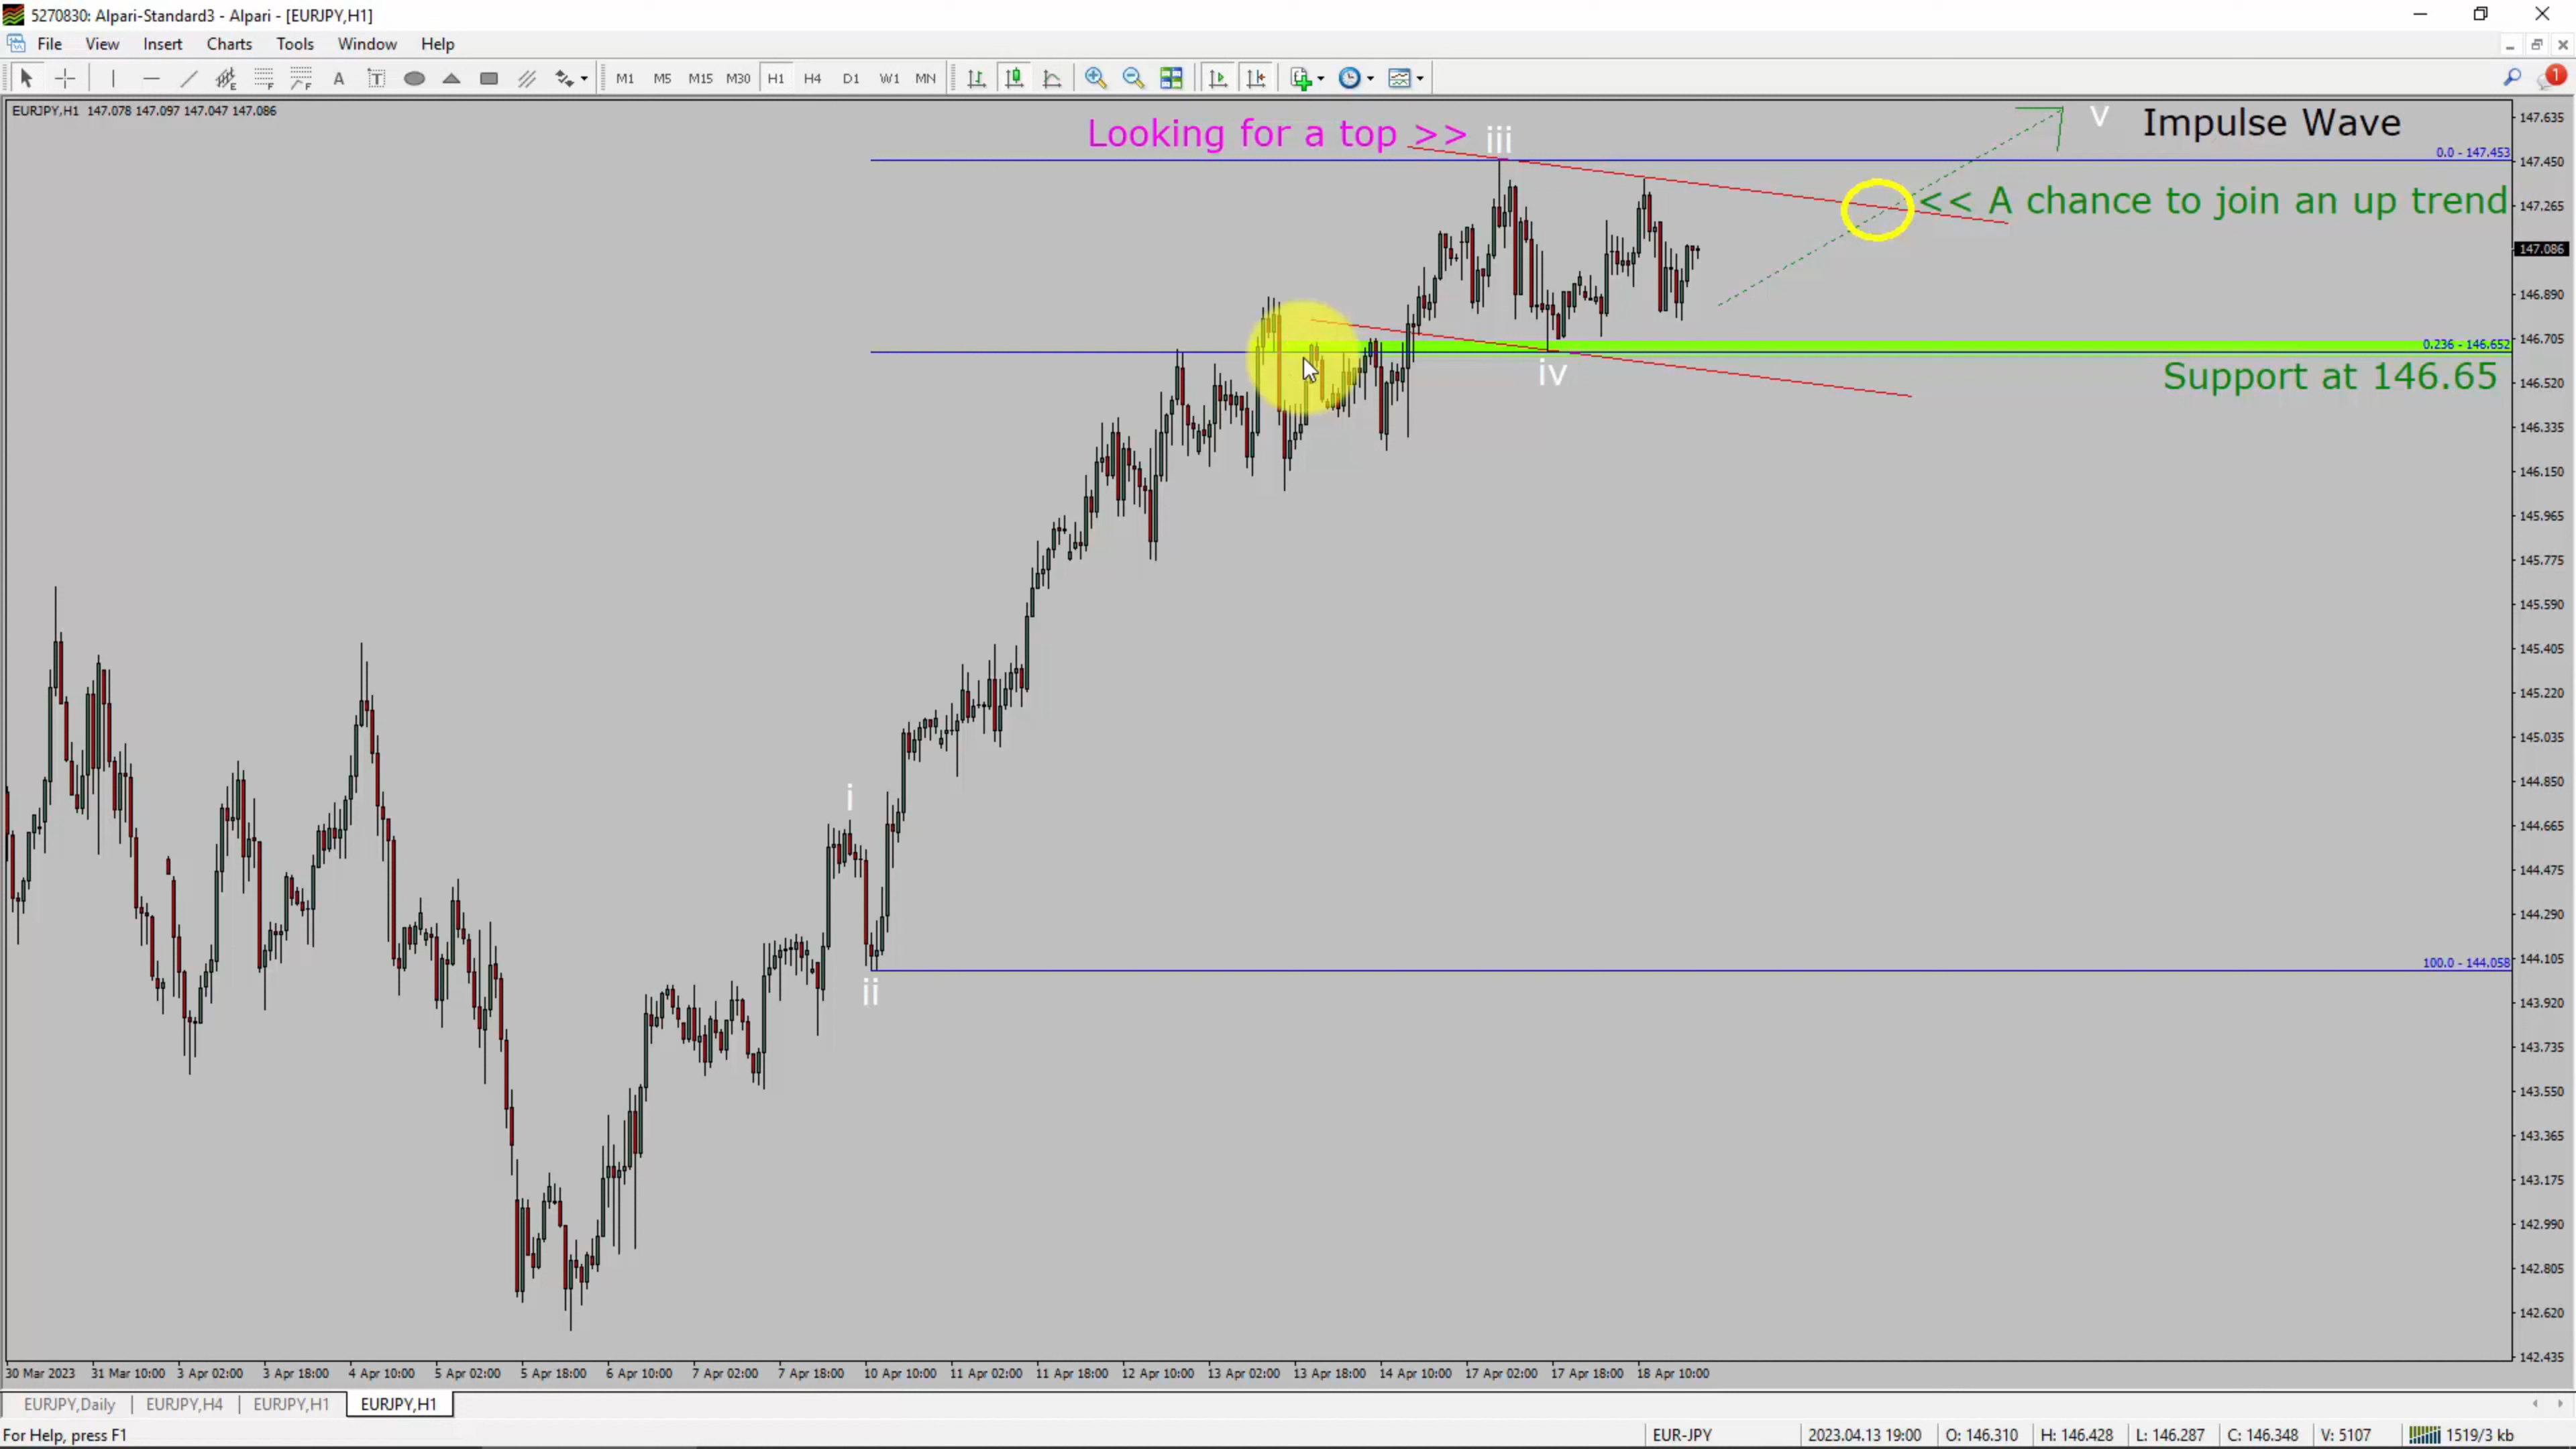 5270830: Alpari-Standard3 - Alpari - [EURJPY,H1]
File View Insert Charts Tools Window Help
A T M1 M5 M15 M30 H1 H4 D1 W1 MN 1
EURJPY,H1 147.078 147.097 147.047 147.086
Looking for a top >> iii
v Impulse Wave
0.0 - 147.453
<< A chance to join an up trend
0.236 - 146.652
iv
Support at 146.65
i
100.0 - 144.058
ii
147.635
147.450
147.265
147.086
146.890
146.705
146.520
146.335
146.150
145.965
145.775
145.590
145.405
145.220
145.035
144.850
144.665
144.475
144.290
144.105
143.920
143.735
143.550
143.365
143.175
142.990
142.805
142.620
142.435
30 Mar 2023 31 Mar 10:00 3 Apr 02:00 3 Apr 18:00 4 Apr 10:00 5 Apr 02:00 5 Apr 18:00 6 Apr 10:00 7 Apr 02:00 7 Apr 18:00 10 Apr 10:00 11 Apr 02:00 11 Apr 18:00 12 Apr 10:00 13 Apr 02:00 13 Apr 18:00 14 Apr 10:00 17 Apr 02:00 17 Apr 18:00 18 Apr 10:00
EURJPY,Daily EURJPY,H4 EURJPY,H1 EURJPY,H1
For Help, press F1 EUR-JPY 2023.04.13 19:00 O: 146.310 H: 146.428 L: 146.287 C: 146.348 V: 5107 1519/3 kb